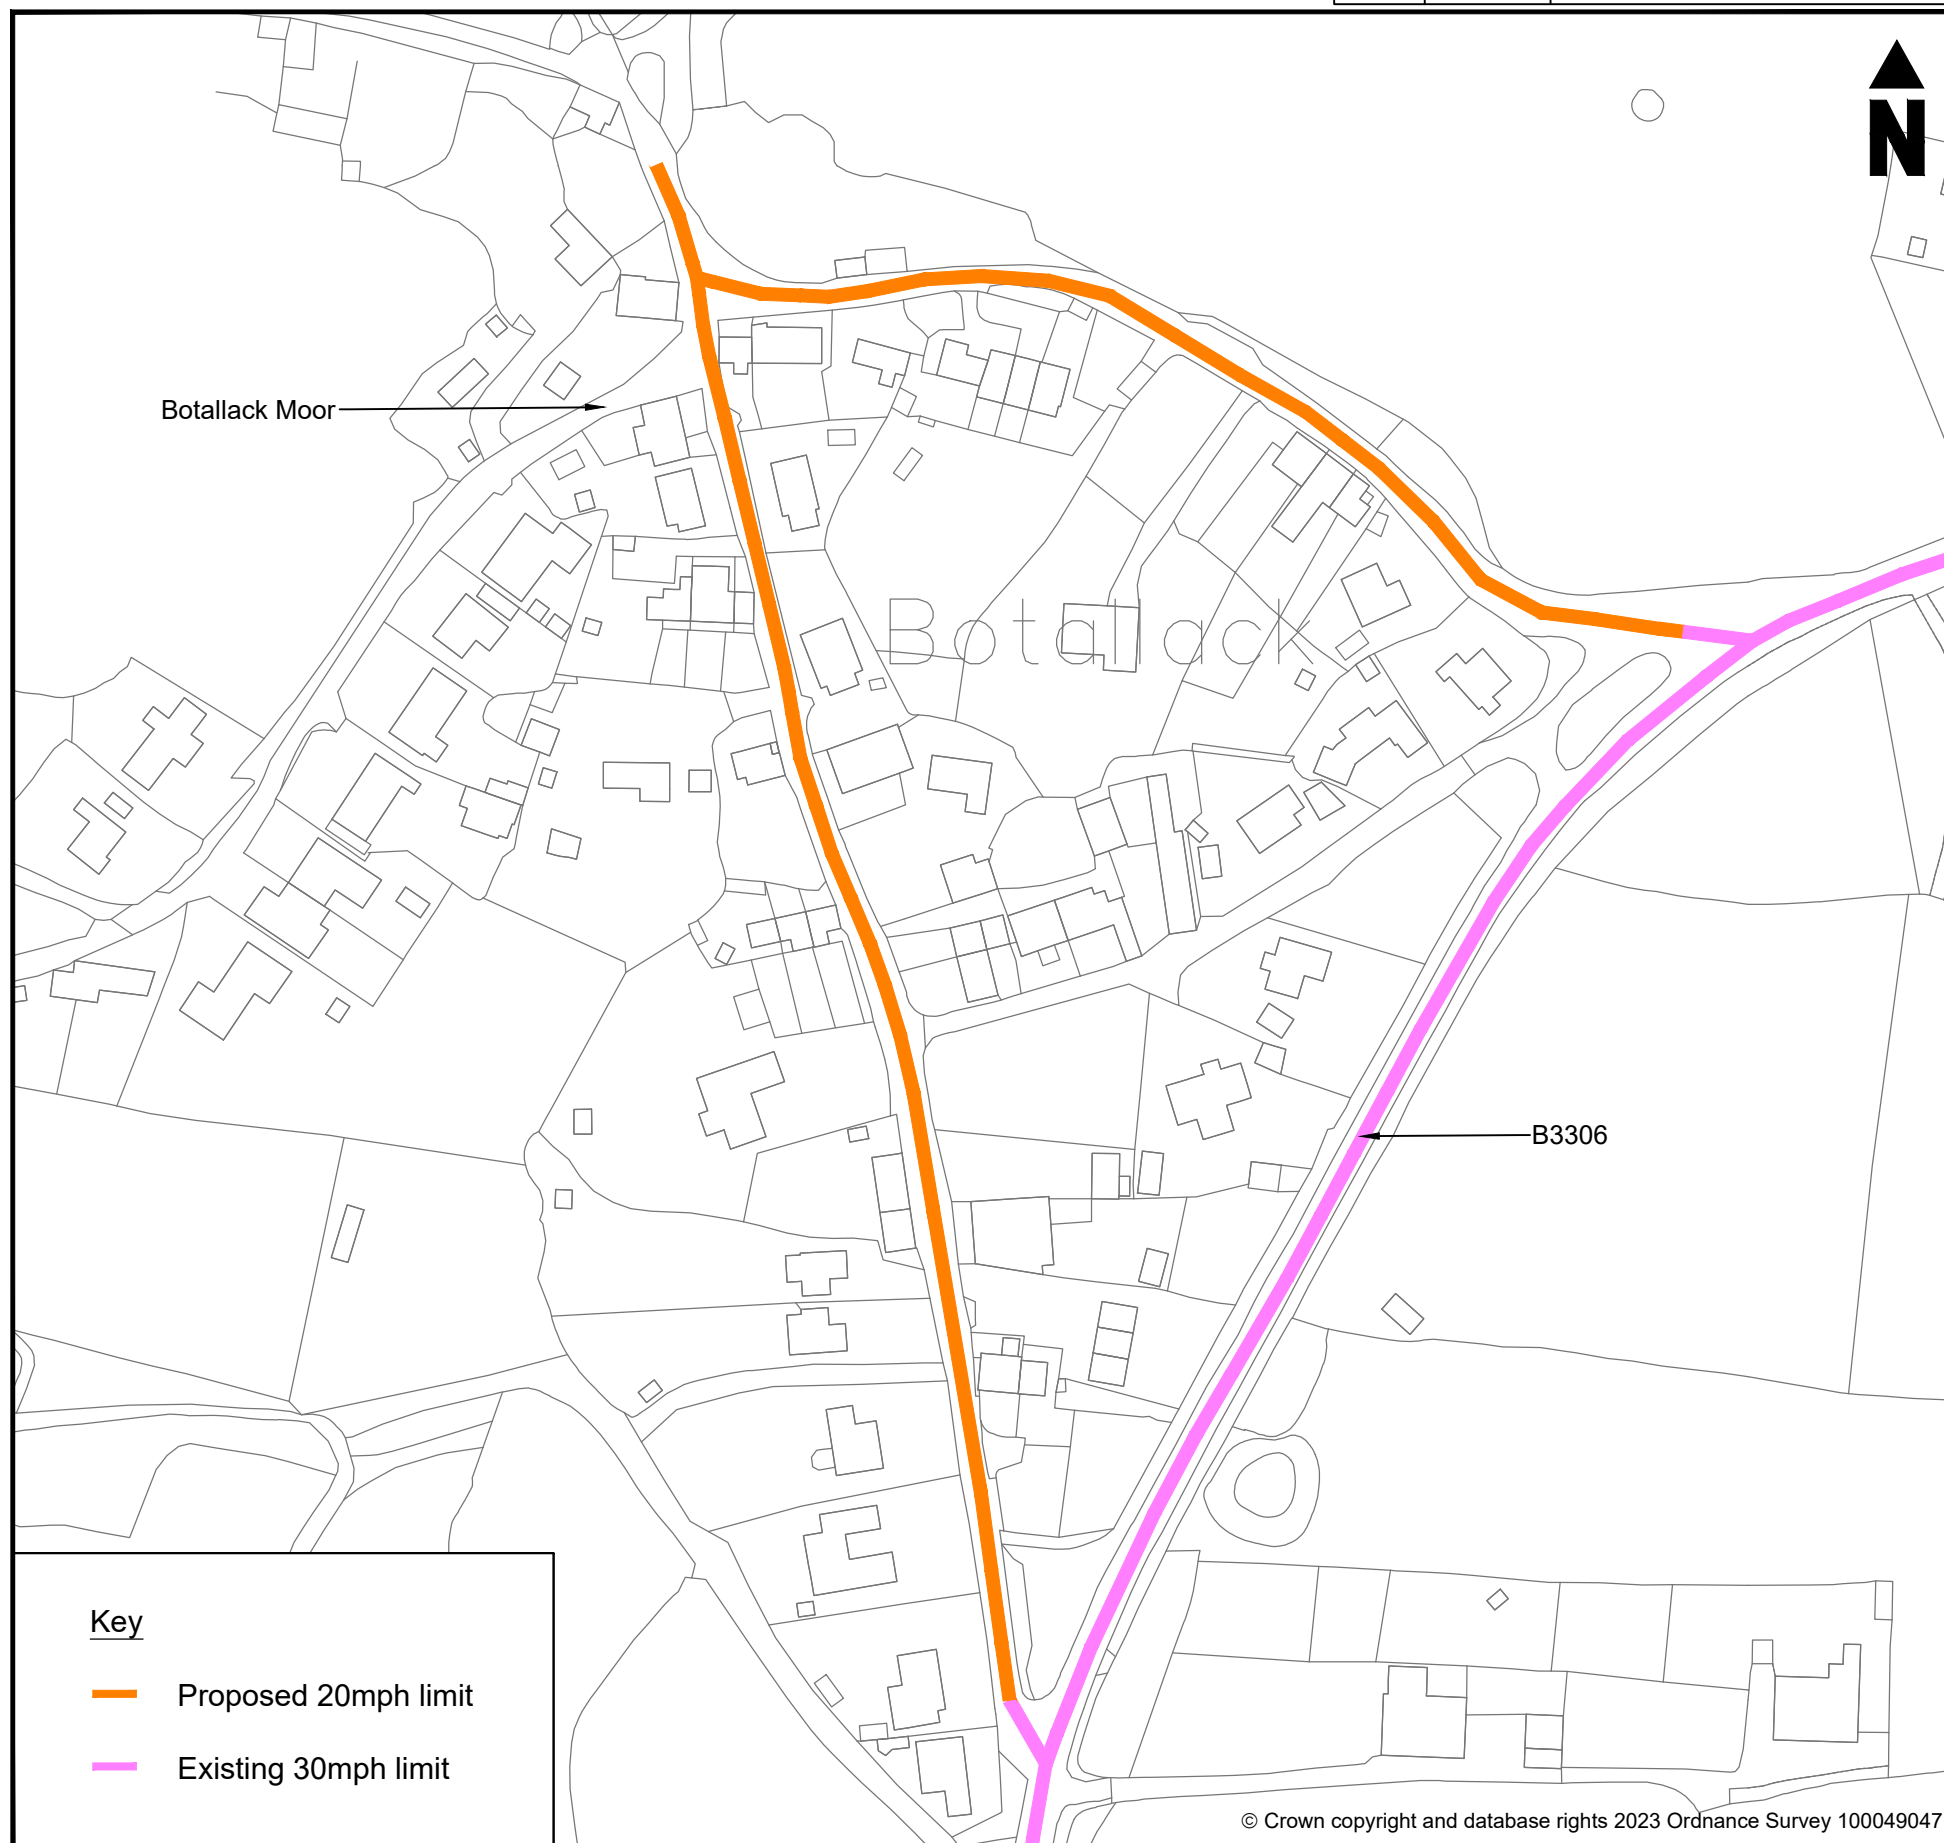 N
Botallack Moor
Botallack
B3306
Key
Proposed 20mph limit
Existing 30mph limit
© Crown copyright and database rights 2023 Ordnance Survey 100049047